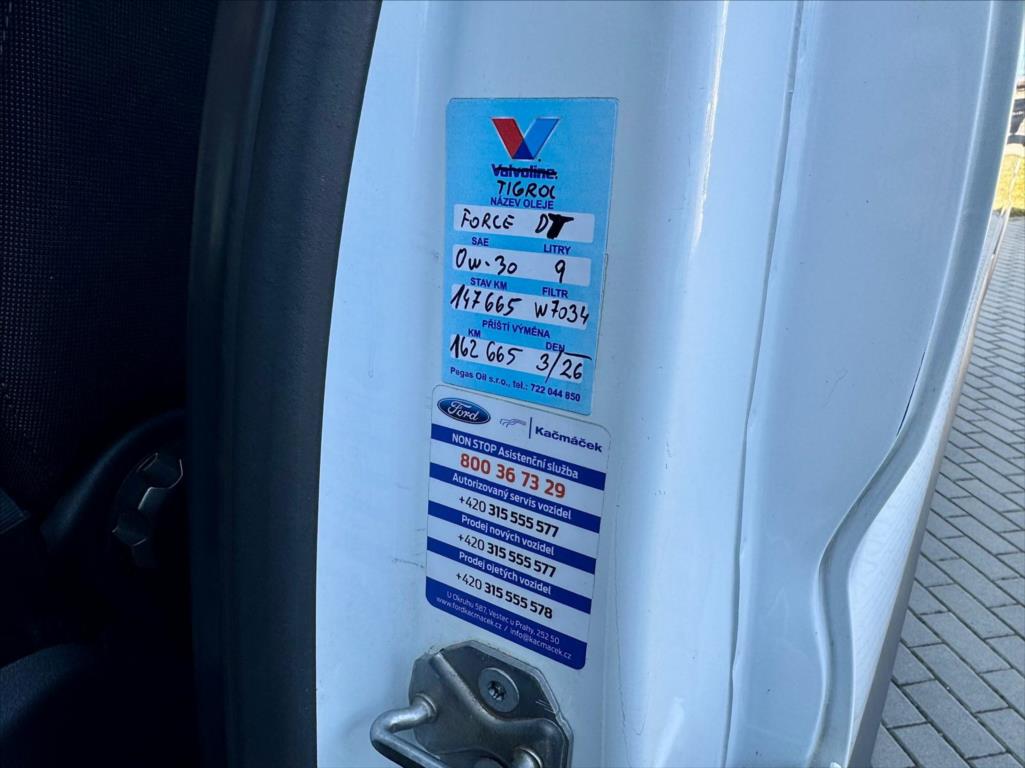 Valvoline.
TIGROL
NÁZEV OLEJE
FORCE DT
SAE LITRY
0w-30 9
STAV KM FILTR
147665 W7034
PŘÍŠTÍ VÝMĚNA
KM DEN
162 665 3/26
Pegas Oil s.r.o., tel.: 722 044 850
Ford Kačmáček
NON STOP Asistenční služba
800 36 73 29
Autorizovaný servis vozidel
+420 315 555 577
Prodej nových vozidel
+420 315 555 577
Prodej ojetých vozidel
+420 315 555 578
U Okruhu 587, Vestec u Prahy, 252 50
www.fordkacmacek.cz / info@kacmacek.cz